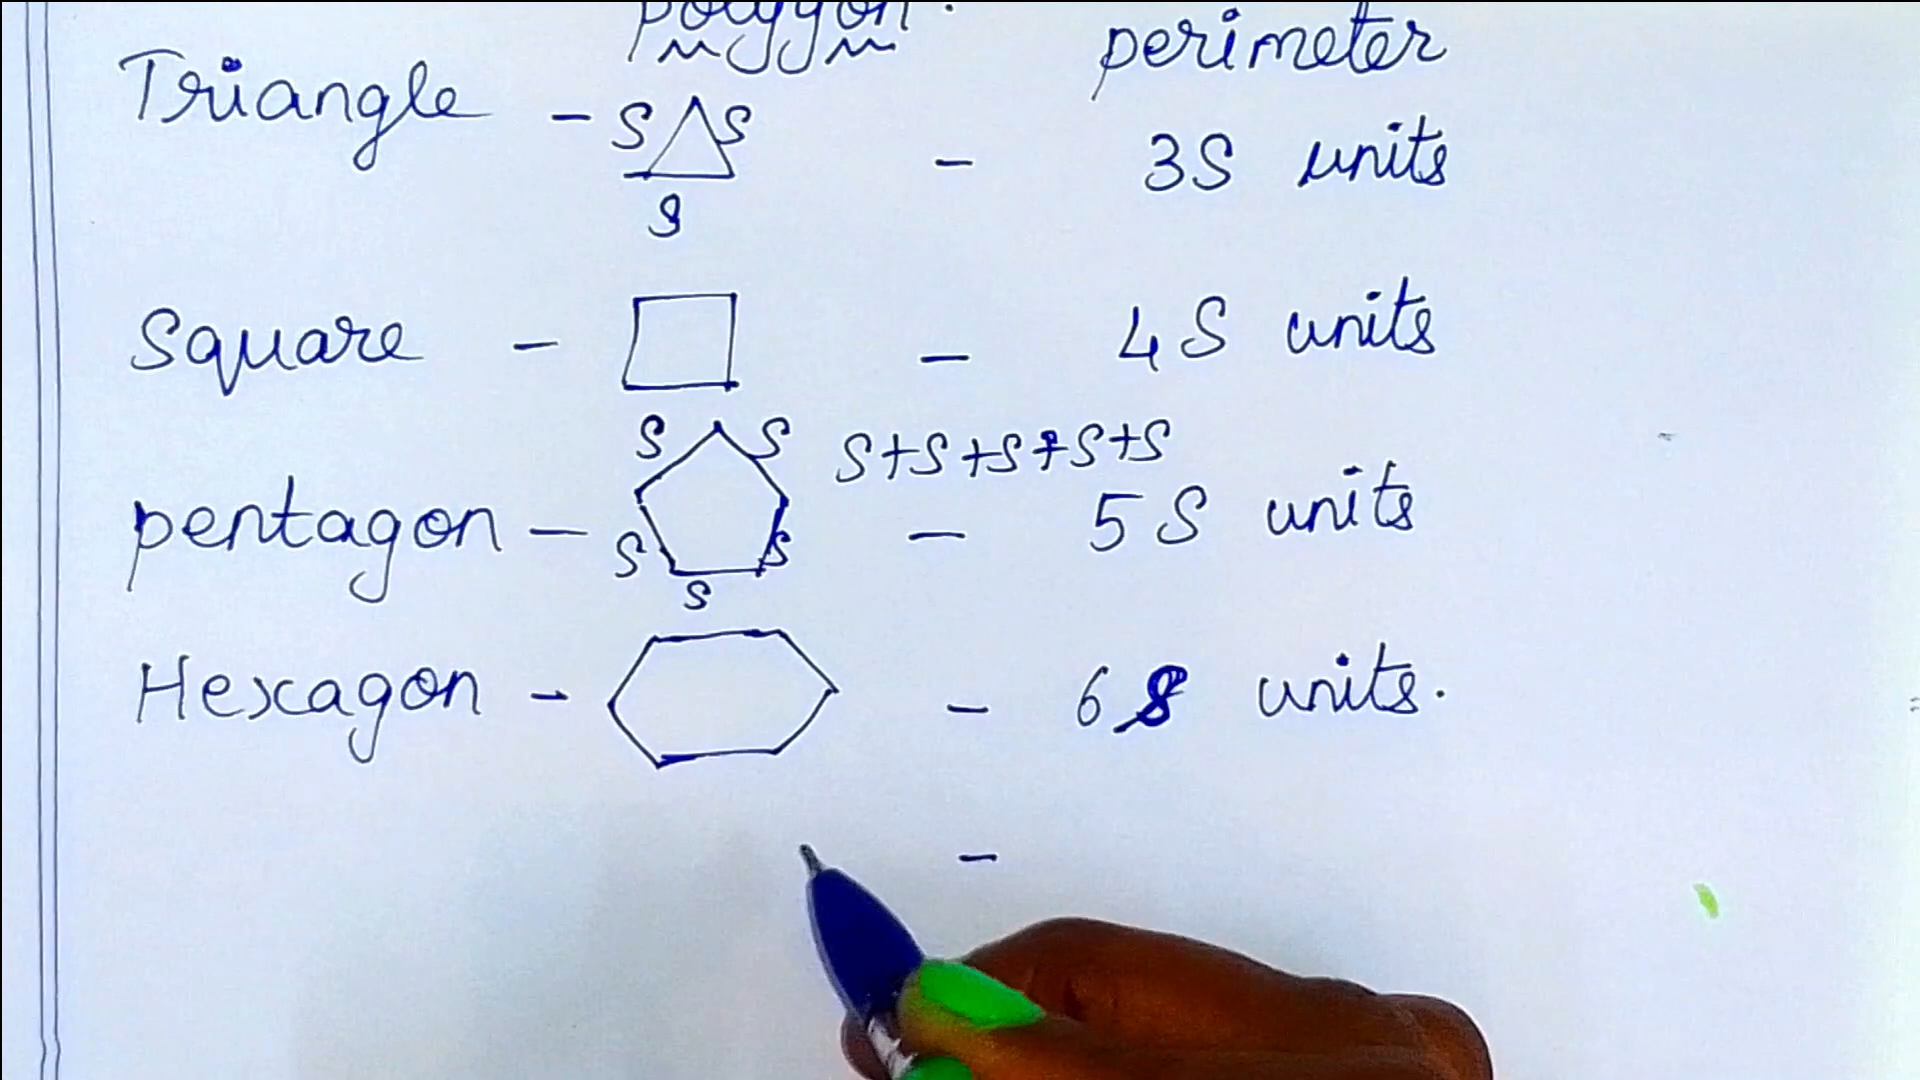 polygon. perimeter
Triangle - S S - 3S units
S
Square - - 4S units
S S S+S+S+S+S
pentagon - - 5S units
S S
S
Hexagon - - 6S units.
-